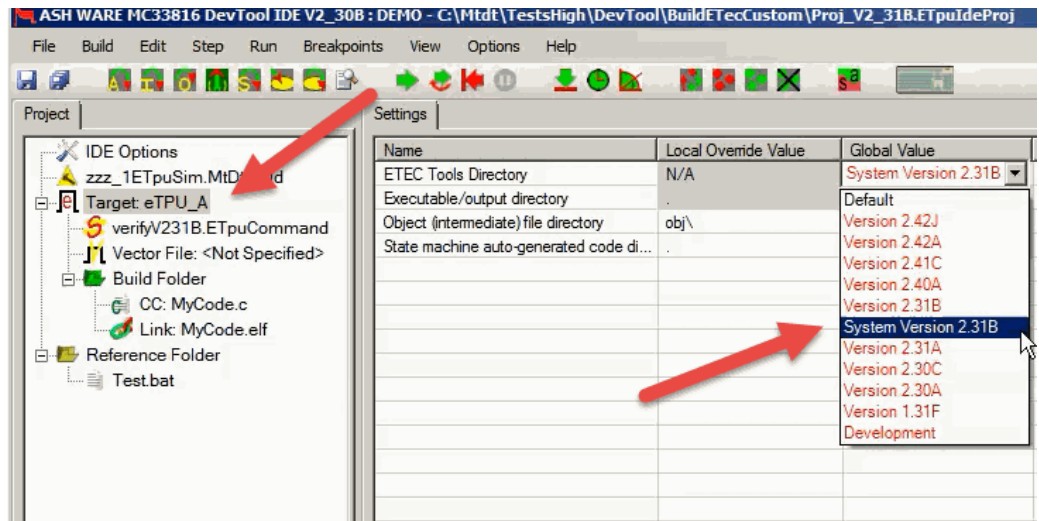 ASH WARE MC33816 DevTool IDE V2_30B : DEMO - C:\Mtdt\TestsHigh\DevTool\BuildETecCustom\Proj_V2_31B.ETpuIdeProj
File Build Edit Step Run Breakpoints View Options Help
Project
Settings
IDE Options
zzz_1ETpuSim.MtDt
Target: eTPU_A
verifyV231B.ETpuCommand
Vector File: <Not Specified>
Build Folder
CC: MyCode.c
Link: MyCode.elf
Reference Folder
Test.bat
Name Local Override Value Global Value
ETEC Tools Directory N/A System Version 2.31B
Executable/output directory .
Object (intermediate) file directory obj\
State machine auto-generated code di... .
Default
Version 2.42J
Version 2.42A
Version 2.41C
Version 2.40A
Version 2.31B
System Version 2.31B
Version 2.31A
Version 2.30C
Version 2.30A
Version 1.31F
Development